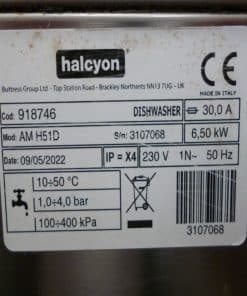 halcyon
CE
Buttress Group Ltd - Top Station Road - Brackley Northants NN13 7UG - UK
MADE IN ITALY
Cod: 918746 DISHWASHER 30,0 A
Mod: AM H51D S/n: 3107068 6,50 kW
Date: 09/05/2022 IP = X4 230 V 1N~ 50 Hz
10÷50 °C
1,0÷4,0 bar
100÷400 kPa
3107068